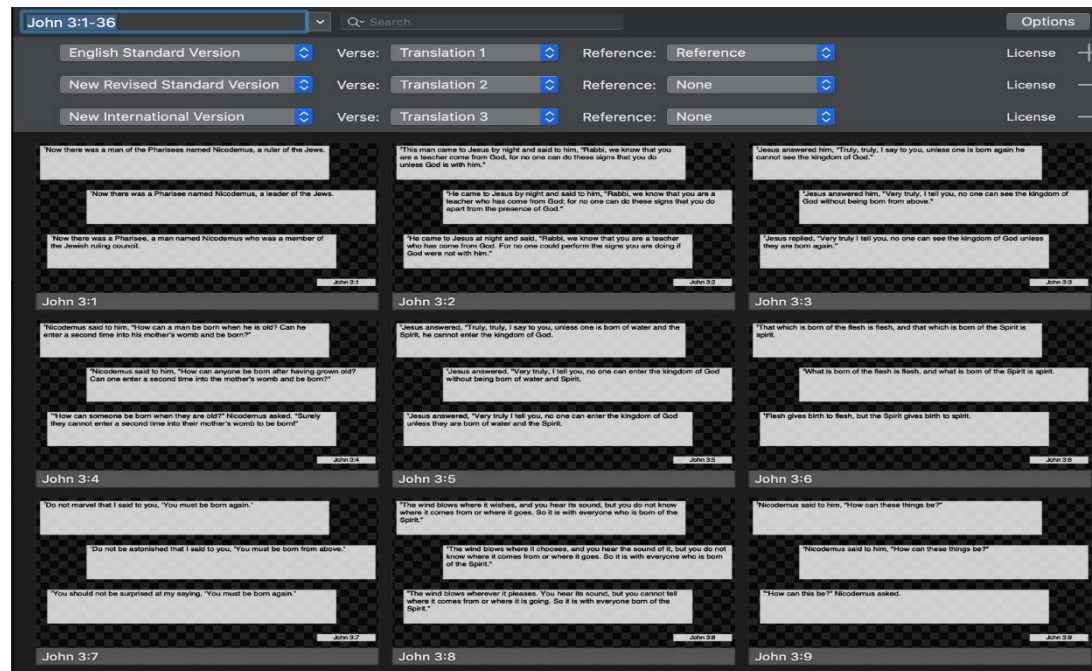 John 3:1-36
Search
Options
English Standard Version
Verse:
Translation 1
Reference:
Reference
License
New Revised Standard Version
Verse:
Translation 2
Reference:
None
License
New International Version
Verse:
Translation 3
Reference:
None
License
"Now there was a man of the Pharisees named Nicodemus, a ruler of the Jews.
"Now there was a Pharisee named Nicodemus, a leader of the Jews.
"Now there was a Pharisee, a man named Nicodemus who was a member of
the Jewish ruling council.
John 3:1
John 3:1
"This man came to Jesus by night and said to him, "Rabbi, we know that you
are a teacher come from God, for no one can do these signs that you do
unless God is with him."
"He came to Jesus by night and said to him, "Rabbi, we know that you are a
teacher who has come from God; for no one can do these signs that you do
apart from the presence of God."
"He came to Jesus at night and said, "Rabbi, we know that you are a teacher
who has come from God. For no one could perform the signs you are doing if
God were not with him."
John 3:2
John 3:2
"Jesus answered him, "Truly, truly, I say to you, unless one is born again he
cannot see the kingdom of God."
"Jesus answered him, "Very truly, I tell you, no one can see the kingdom of
God without being born from above."
"Jesus replied, "Very truly I tell you, no one can see the kingdom of God unless
they are born again."
John 3:3
John 3:3
"Nicodemus said to him, "How can a man be born when he is old? Can he
enter a second time into his mother's womb and be born?"
"Nicodemus said to him, "How can anyone be born after having grown old?
Can one enter a second time into the mother's womb and be born?"
"“How can someone be born when they are old?” Nicodemus asked. “Surely
they cannot enter a second time into their mother's womb to be born!”
John 3:4
John 3:4
"Jesus answered, "Truly, truly, I say to you, unless one is born of water and the
Spirit, he cannot enter the kingdom of God.
"Jesus answered, "Very truly, I tell you, no one can enter the kingdom of God
without being born of water and Spirit.
"Jesus answered, "Very truly I tell you, no one can enter the kingdom of God
unless they are born of water and the Spirit.
John 3:5
John 3:5
"That which is born of the flesh is flesh, and that which is born of the Spirit is
spirit.
"What is born of the flesh is flesh, and what is born of the Spirit is spirit.
"Flesh gives birth to flesh, but the Spirit gives birth to spirit.
John 3:6
John 3:6
'Do not marvel that I said to you, 'You must be born again.'
'Do not be astonished that I said to you, 'You must be born from above.'
'You should not be surprised at my saying, 'You must be born again.'
John 3:7
John 3:7
"The wind blows where it wishes, and you hear its sound, but you do not know
where it comes from or where it goes. So it is with everyone who is born of the
Spirit."
"The wind blows where it chooses, and you hear the sound of it, but you do not
know where it comes from or where it goes. So it is with everyone who is born
of the Spirit."
"The wind blows wherever it pleases. You hear its sound, but you cannot tell
where it comes from or where it is going. So it is with everyone born of the
Spirit."
John 3:8
John 3:8
"Nicodemus said to him, "How can these things be?"
"Nicodemus said to him, "How can these things be?"
"“How can this be?” Nicodemus asked.
John 3:9
John 3:9